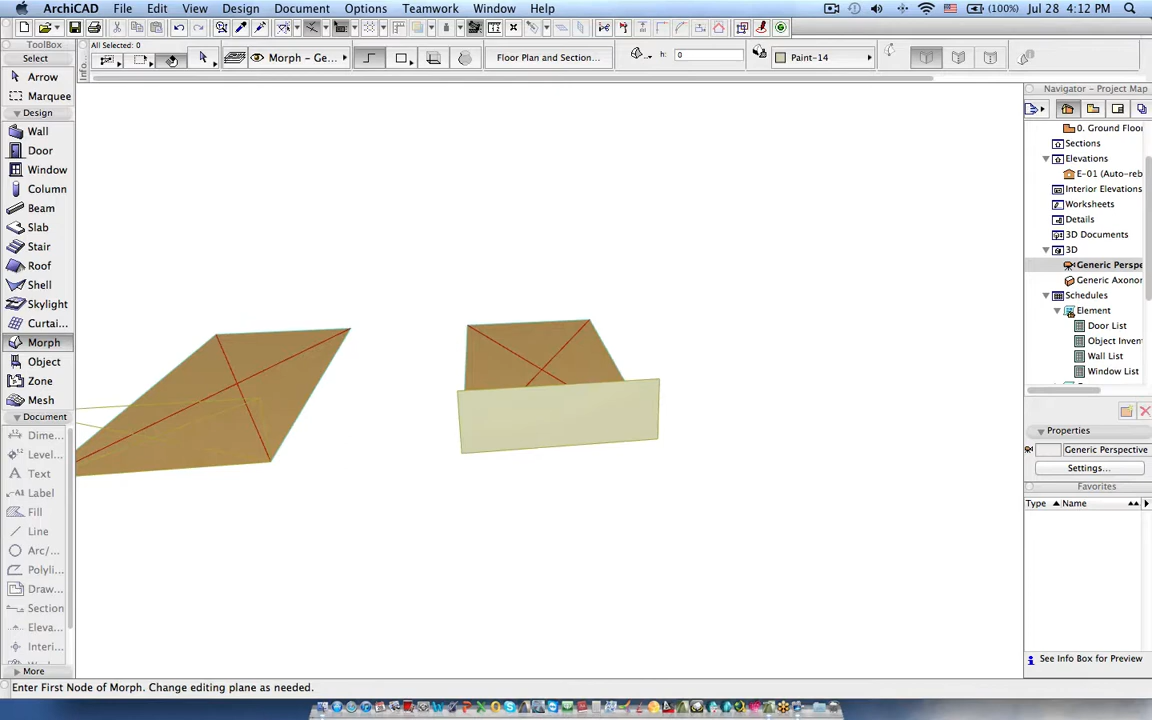 ArchiCAD File Edit View Design Document Options Teamwork Window Help (100%) Jul 28 4:12 PM
ToolBox
All Selected: 0
Select
Info.
Morph - Ge...
Floor Plan and Section...
h: 0
Paint-14
Arrow
Marquee
Design
Wall
Door
Window
Column
Beam
Slab
Stair
Roof
Shell
Skylight
Curtai...
Morph
Object
Zone
Mesh
Document
Dime...
Level...
Text
A1 Label
Fill
Line
Arc/...
Polyli...
Draw...
Section
Eleva...
Interi...
More
Navigator - Project Map
0. Ground Floor
Sections
Elevations
E-01 (Auto-reb
Interior Elevations
Worksheets
Details
3D Documents
3D
Generic Perspe
Generic Axonor
Schedules
Element
Door List
Object Inven
Wall List
Window List
Properties
Generic Perspective
Settings...
Favorites
Type Name
See Info Box for Preview
Enter First Node of Morph. Change editing plane as needed.